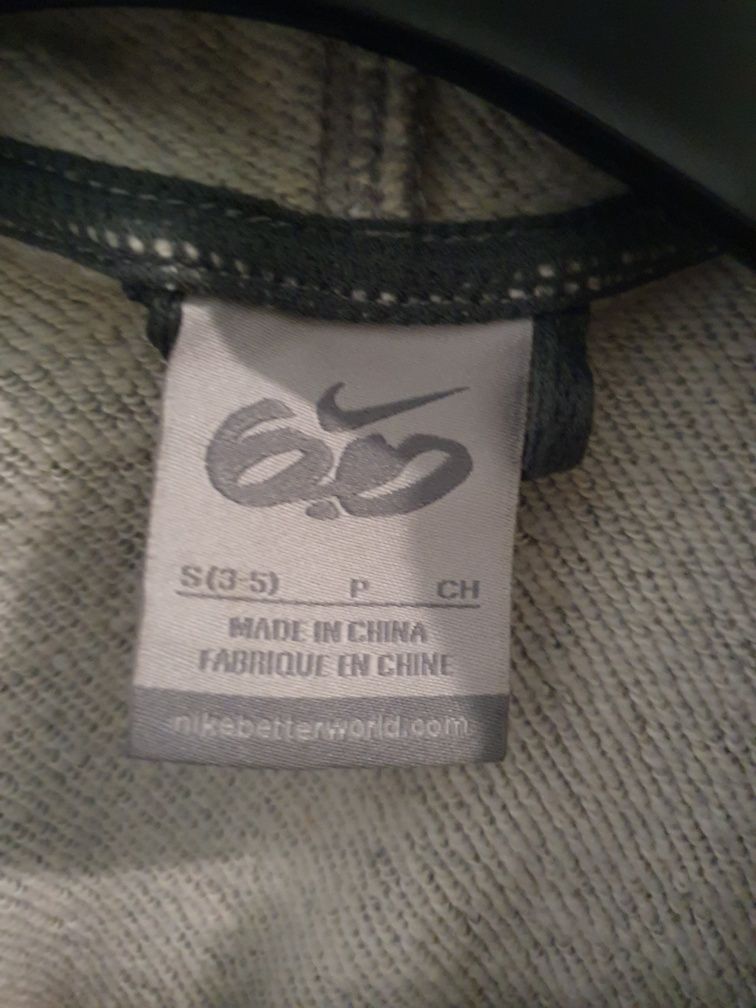 6.0
S(3-5) P CH
MADE IN CHINA
FABRIQUE EN CHINE
nikebetterworld.com